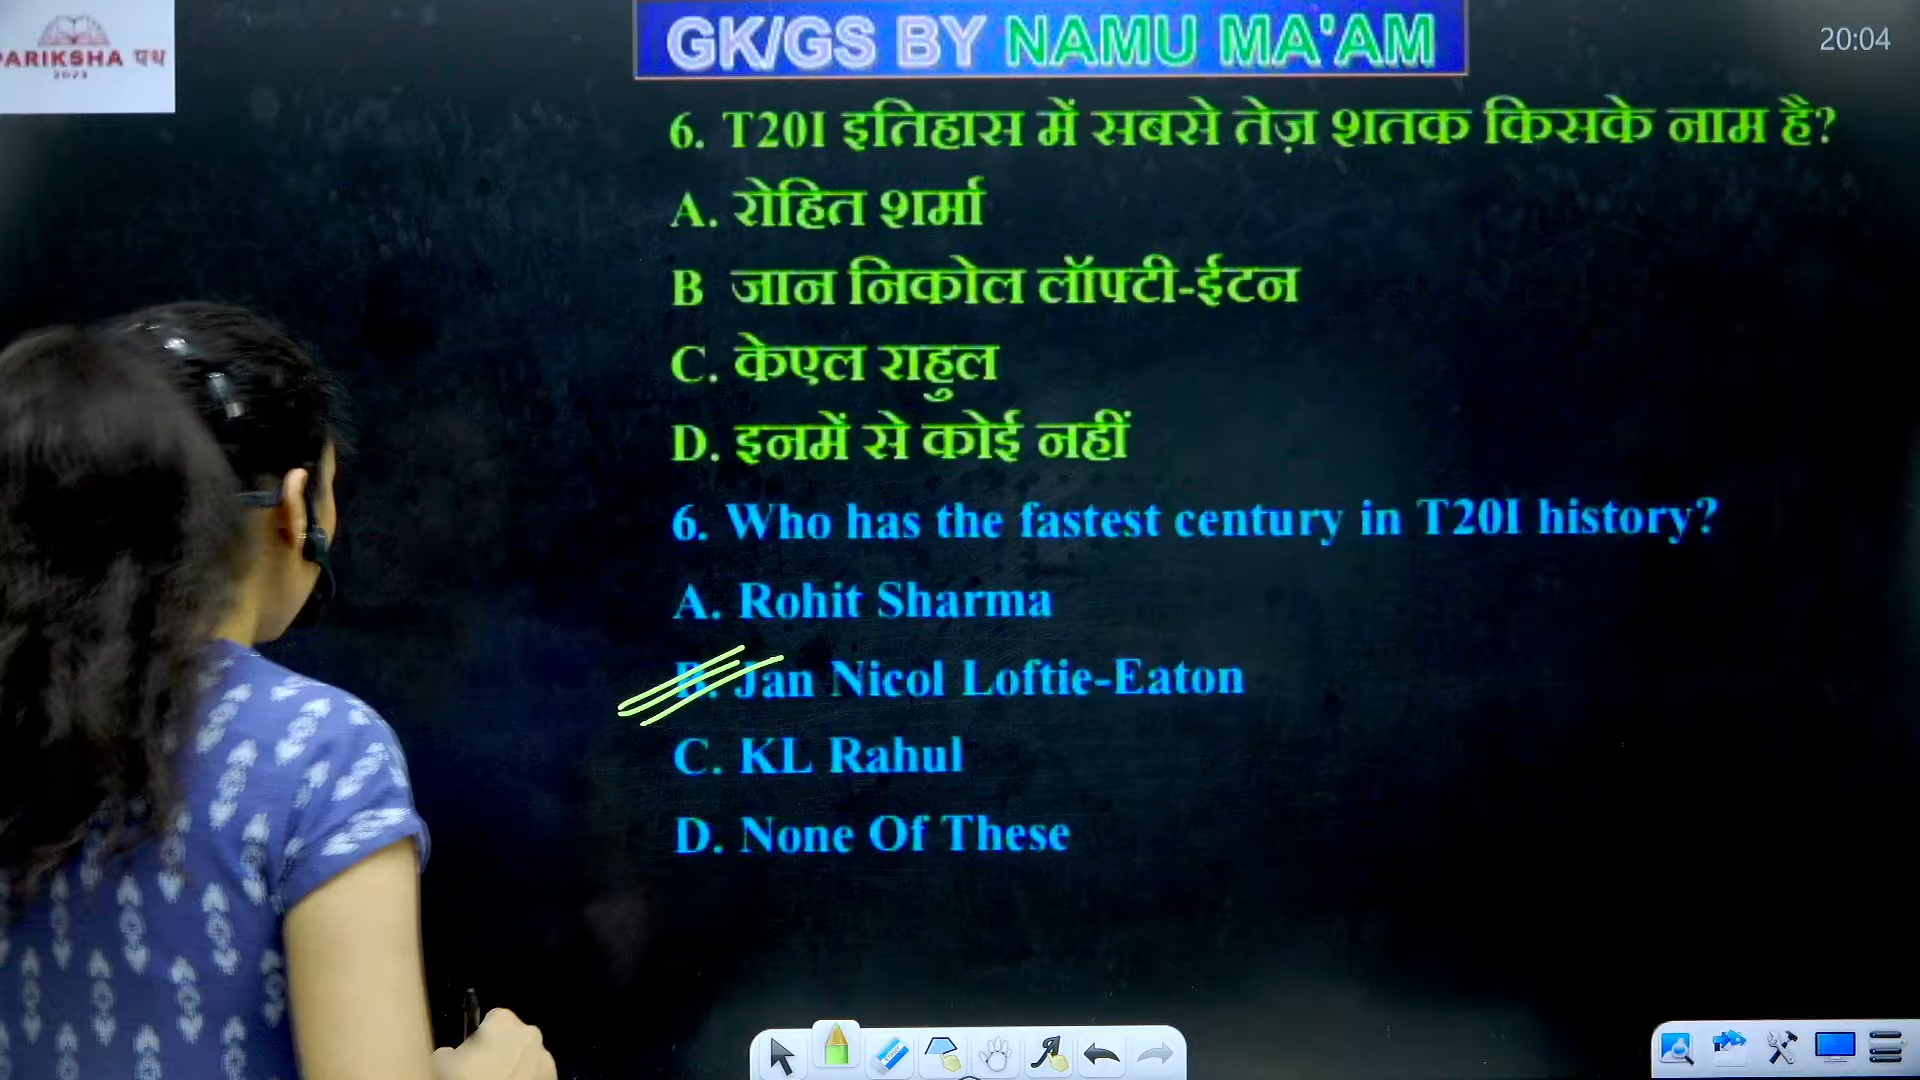 PARIKSHA पथ
2023
GK/GS BY NAMU MA'AM
20:04
6. T20I इतिहास में सबसे तेज़ शतक किसके नाम है?
A. रोहित शर्मा
B जान निकोल लॉफ्टी-ईटन
C. केएल राहुल
D. इनमें से कोई नहीं
6. Who has the fastest century in T20I history?
A. Rohit Sharma
B. Jan Nicol Loftie-Eaton
C. KL Rahul
D. None Of These